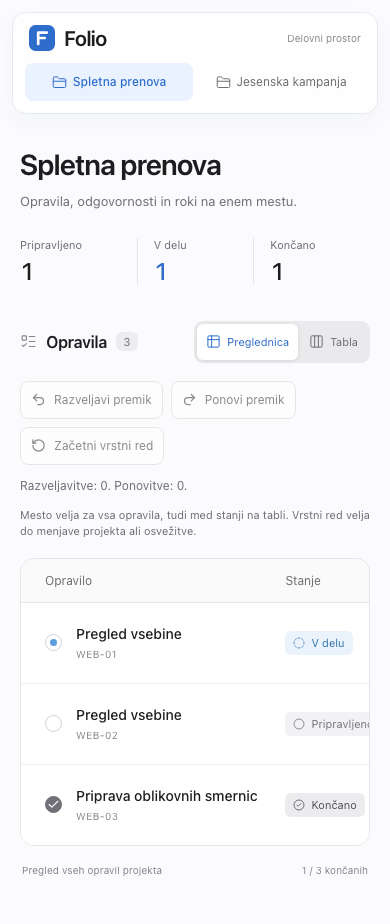 Folio
Delovni prostor
Spletna prenova
Jesenska kampanja
Spletna prenova
Opravila, odgovornosti in roki na enem mestu.
Pripravljeno
V delu
Končano
1
1
1
Opravila 3
Preglednica
Tabla
Razveljavi premik
Ponovi premik
Začetni vrstni red
Razveljavitve: 0. Ponovitve: 0.
Mesto velja za vsa opravila, tudi med stanji na tabli. Vrstni red velja
do menjave projekta ali osvežitve.
Opravilo
Stanje
Pregled vsebine
WEB-01
V delu
Pregled vsebine
WEB-02
Pripravljeno
Priprava oblikovnih smernic
WEB-03
Končano
Pregled vseh opravil projekta
1 / 3 končanih